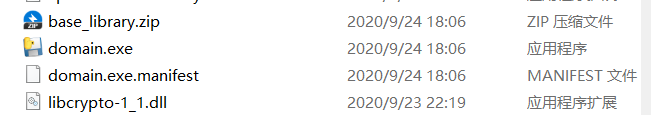 base_library.zip 2020/9/24 18:06 ZIP 压缩文件
domain.exe 2020/9/24 18:06 应用程序
domain.exe.manifest 2020/9/24 18:06 MANIFEST 文件
libcrypto-1_1.dll 2020/9/23 22:19 应用程序扩展